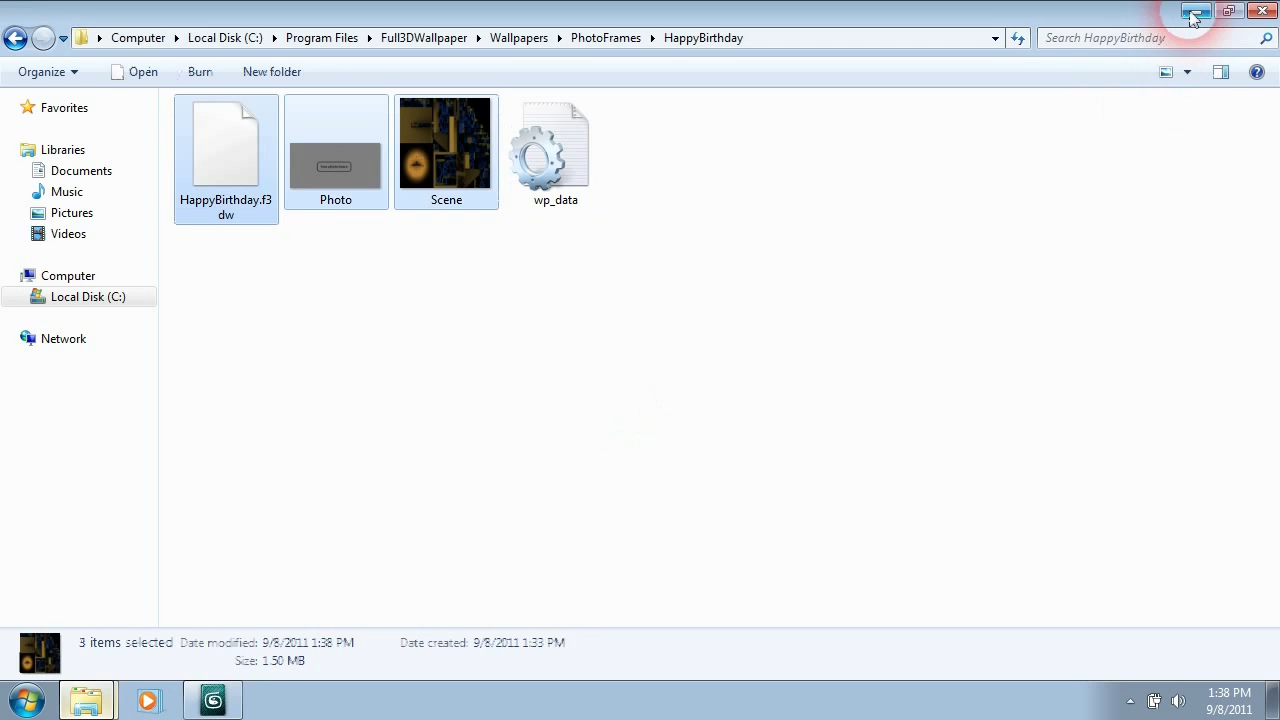 Computer Local Disk (C:) Program Files Full3DWallpaper Wallpapers PhotoFrames HappyBirthday
Search HappyBirthday
Organize Open Burn New folder
Favorites
Libraries
Documents
Music
Pictures
Videos
Computer
Local Disk (C:)
Network
HappyBirthday.f3
dw
Photo
Scene
wp_data
3 items selected Date modified: 9/8/2011 1:38 PM Date created: 9/8/2011 1:33 PM
Size: 1.50 MB
1:38 PM
9/8/2011